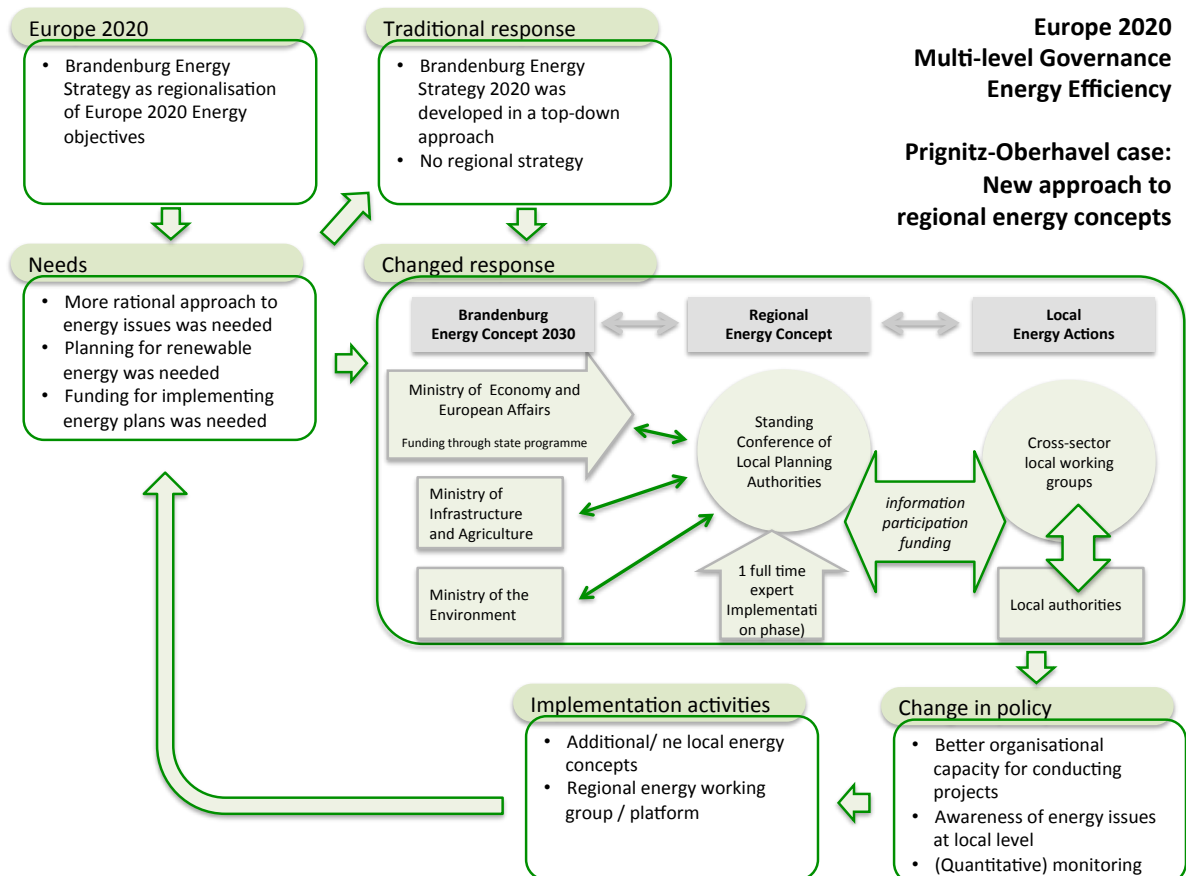 Europe 2020
• Brandenburg Energy
Strategy as regionalisation
of Europe 2020 Energy
objectives
Traditional response
• Brandenburg Energy
Strategy 2020 was
developed in a top-down
approach
• No regional strategy
Europe 2020
Multi-level Governance
Energy Efficiency
Prignitz-Oberhavel case:
New approach to
regional energy concepts
Needs
• More rational approach to
energy issues was needed
• Planning for renewable
energy was needed
• Funding for implementing
energy plans was needed
Changed response
Brandenburg
Energy Concept 2030
Regional
Energy Concept
Local
Energy Actions
Ministry of Economy and
European Affairs
Funding through state programme
Ministry of
Infrastructure
and Agriculture
Ministry of the
Environment
Standing
Conference of
Local Planning
Authorities
1 full time
expert
Implementati
on phase)
information
participation
funding
Cross-sector
local working
groups
Local authorities
Implementation activities
• Additional/ ne local energy
concepts
• Regional energy working
group / platform
Change in policy
• Better organisational
capacity for conducting
projects
• Awareness of energy issues
at local level
• (Quantitative) monitoring